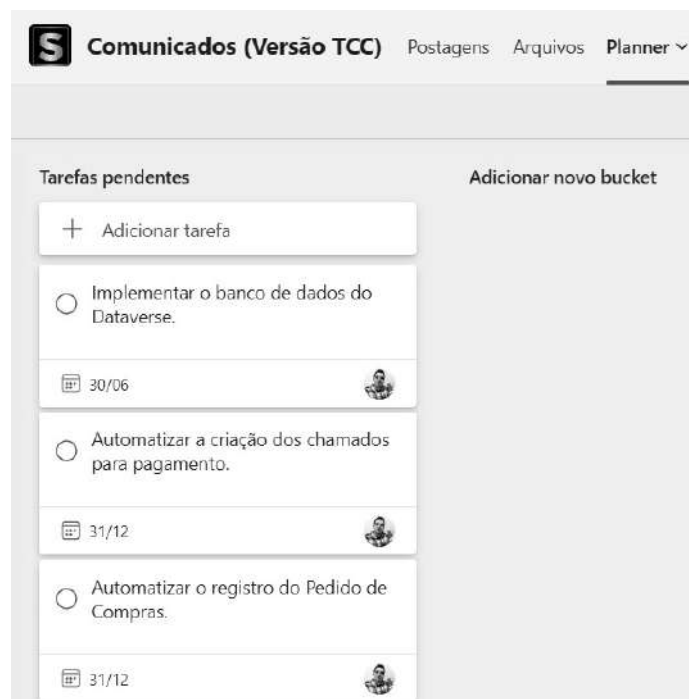 S Comunicados (Versão TCC) Postagens Arquivos Planner
Tarefas pendentes Adicionar novo bucket
+ Adicionar tarefa
Implementar o banco de dados do
Dataverse.
30/06
Automatizar a criação dos chamados
para pagamento.
31/12
Automatizar o registro do Pedido de
Compras.
31/12